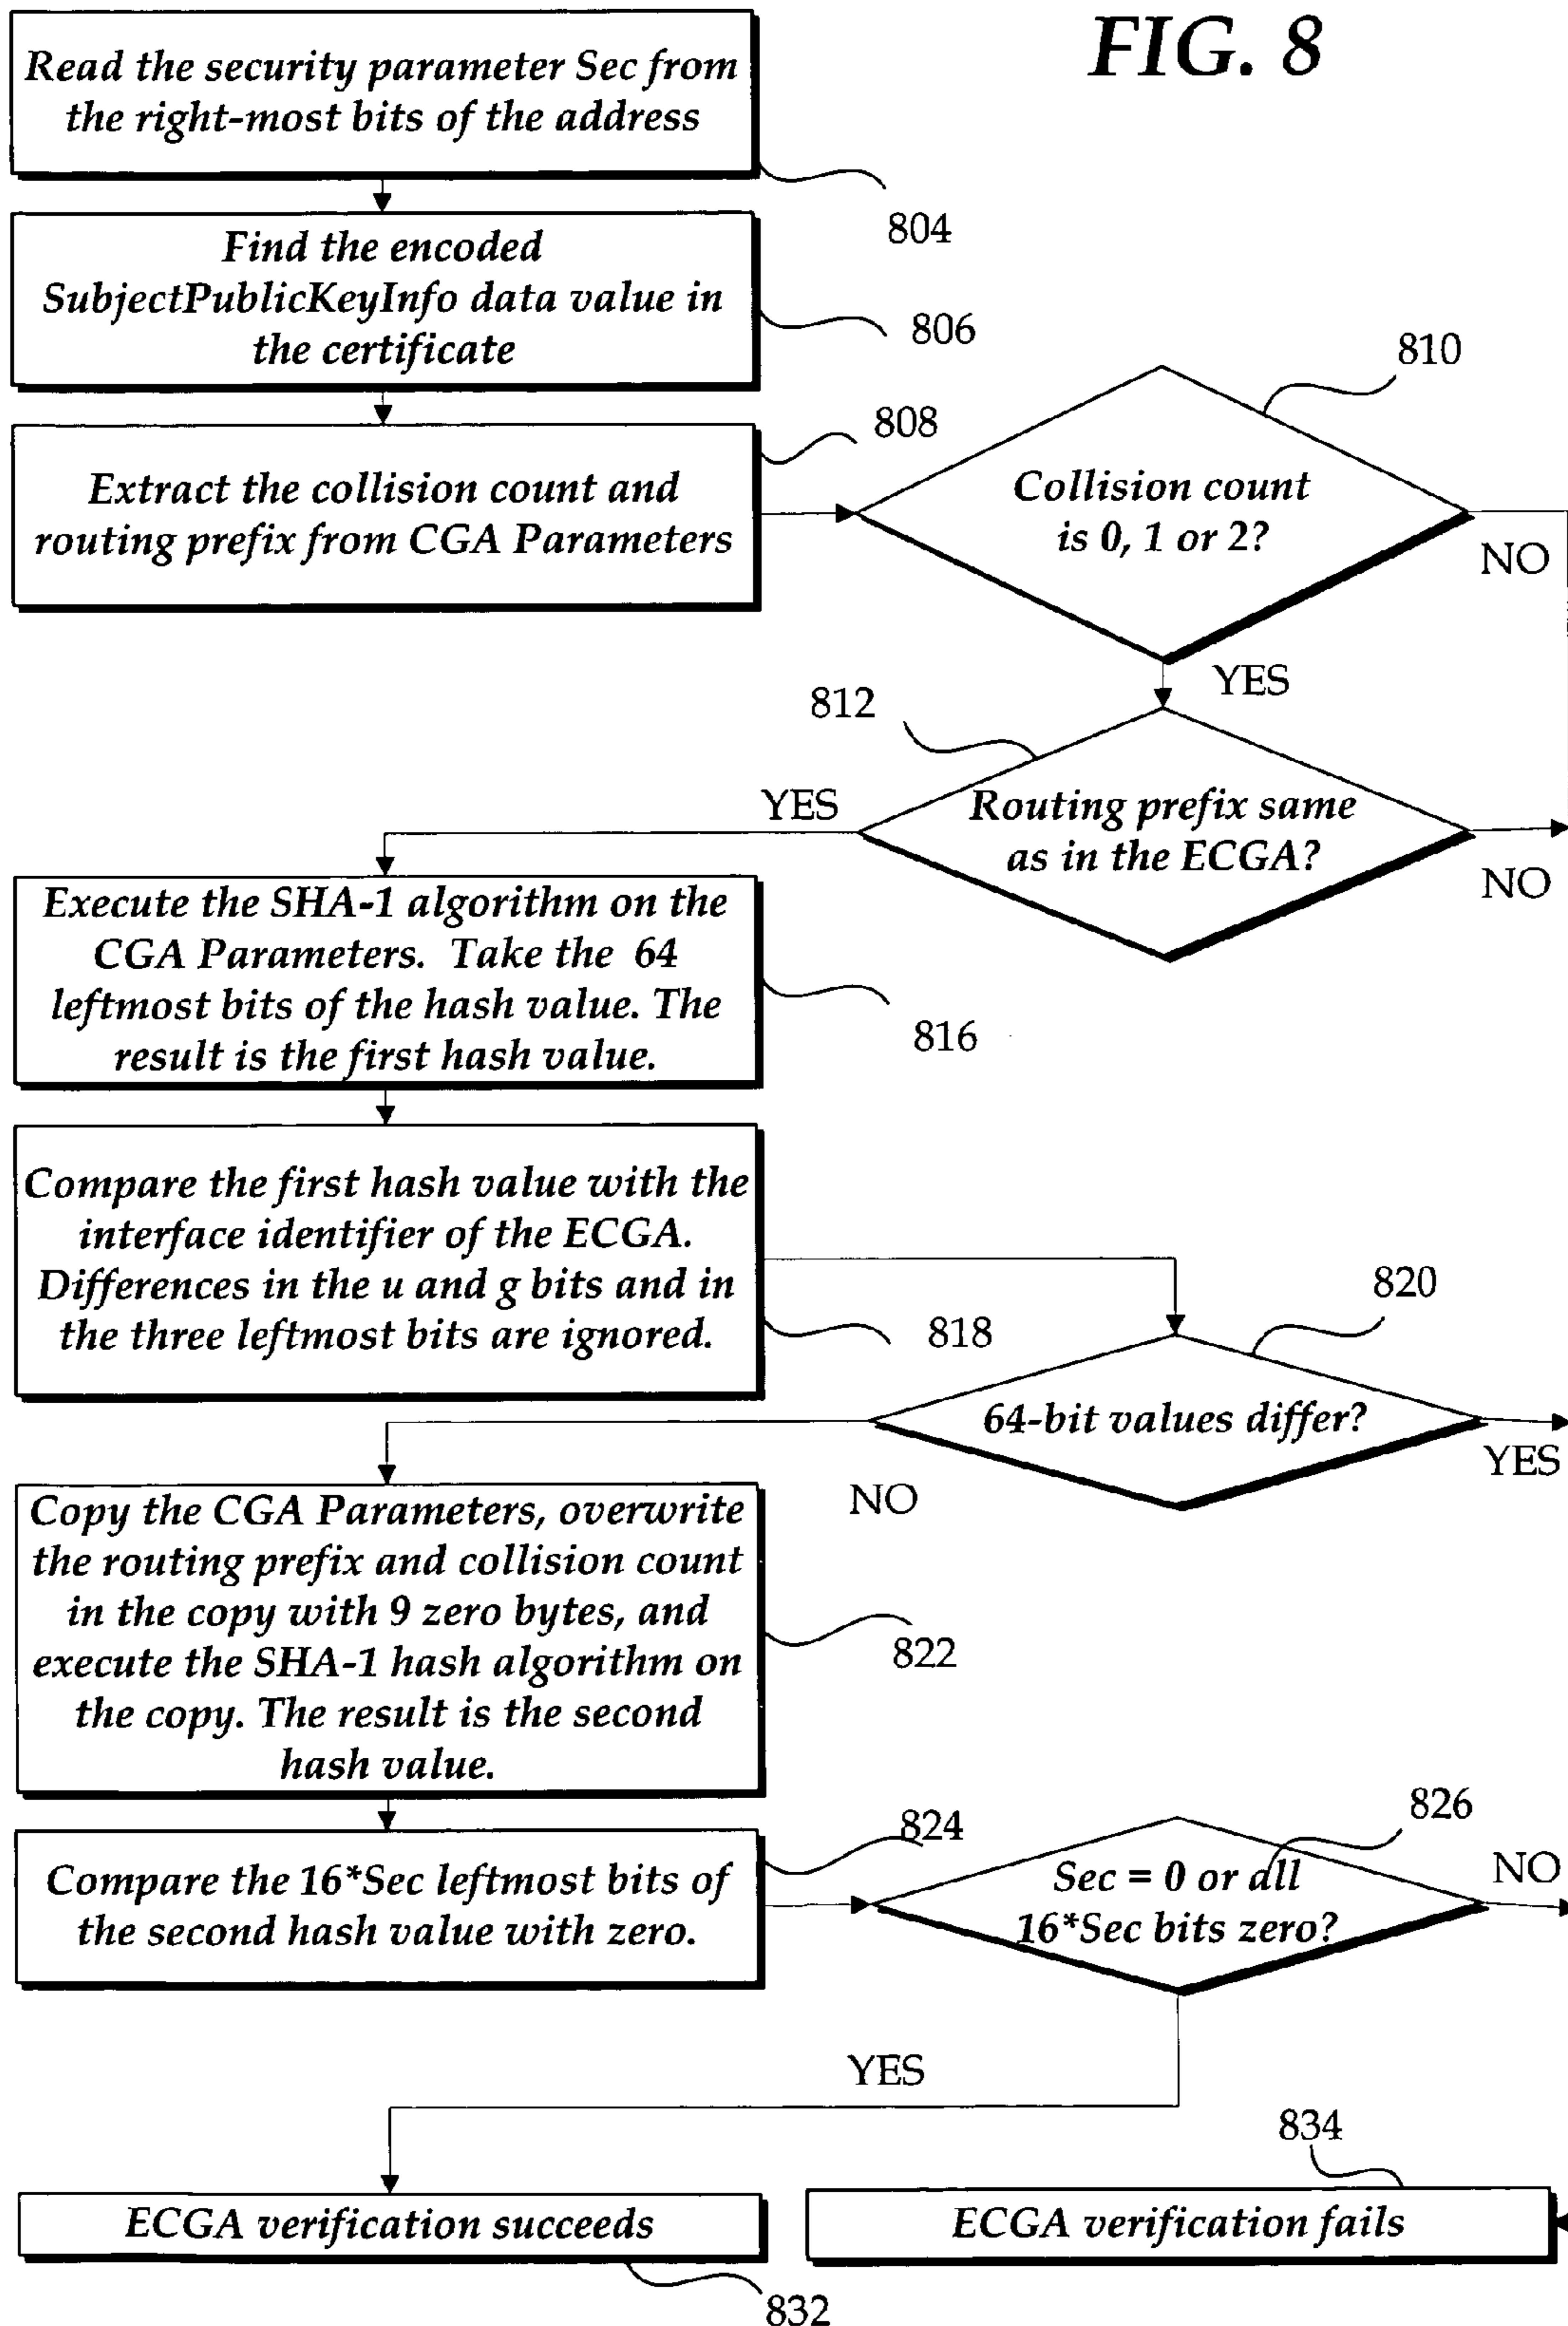 FIG. 8
Read the security parameter Sec from
the right-most bits of the address
804
Find the encoded
SubjectPublicKeyInfo data value in
the certificate
806
Extract the collision count and
routing prefix from CGA Parameters
808
810
Collision count
is 0, 1 or 2?
NO
YES
812
Routing prefix same
as in the ECGA?
YES
NO
Execute the SHA-1 algorithm on the
CGA Parameters. Take the 64
leftmost bits of the hash value. The
result is the first hash value.
816
Compare the first hash value with the
interface identifier of the ECGA.
Differences in the u and g bits and in
the three leftmost bits are ignored.
818
820
64-bit values differ?
YES
NO
Copy the CGA Parameters, overwrite
the routing prefix and collision count
in the copy with 9 zero bytes, and
execute the SHA-1 hash algorithm on
the copy. The result is the second
hash value.
822
Compare the 16*Sec leftmost bits of
the second hash value with zero.
824
826
Sec = 0 or all
16*Sec bits zero?
NO
YES
ECGA verification succeeds
832
834
ECGA verification fails